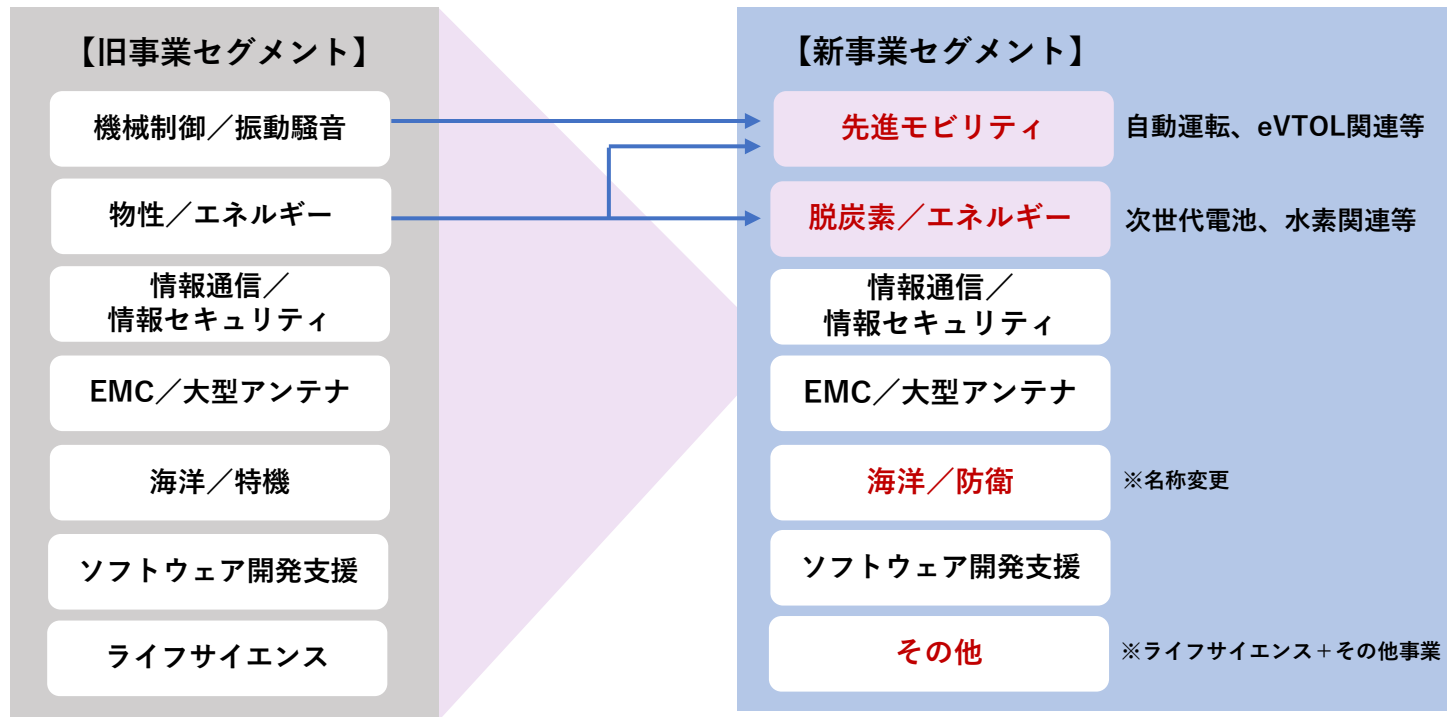 【旧事業セグメント】
機械制御／振動騒音
物性／エネルギー
情報通信／
情報セキュリティ
EMC／大型アンテナ
海洋／特機
ソフトウェア開発支援
ライフサイエンス
【新事業セグメント】
先進モビリティ
自動運転、eVTOL関連等
脱炭素／エネルギー
次世代電池、水素関連等
情報通信／
情報セキュリティ
EMC／大型アンテナ
海洋／防衛
※名称変更
ソフトウェア開発支援
その他
※ライフサイエンス＋その他事業